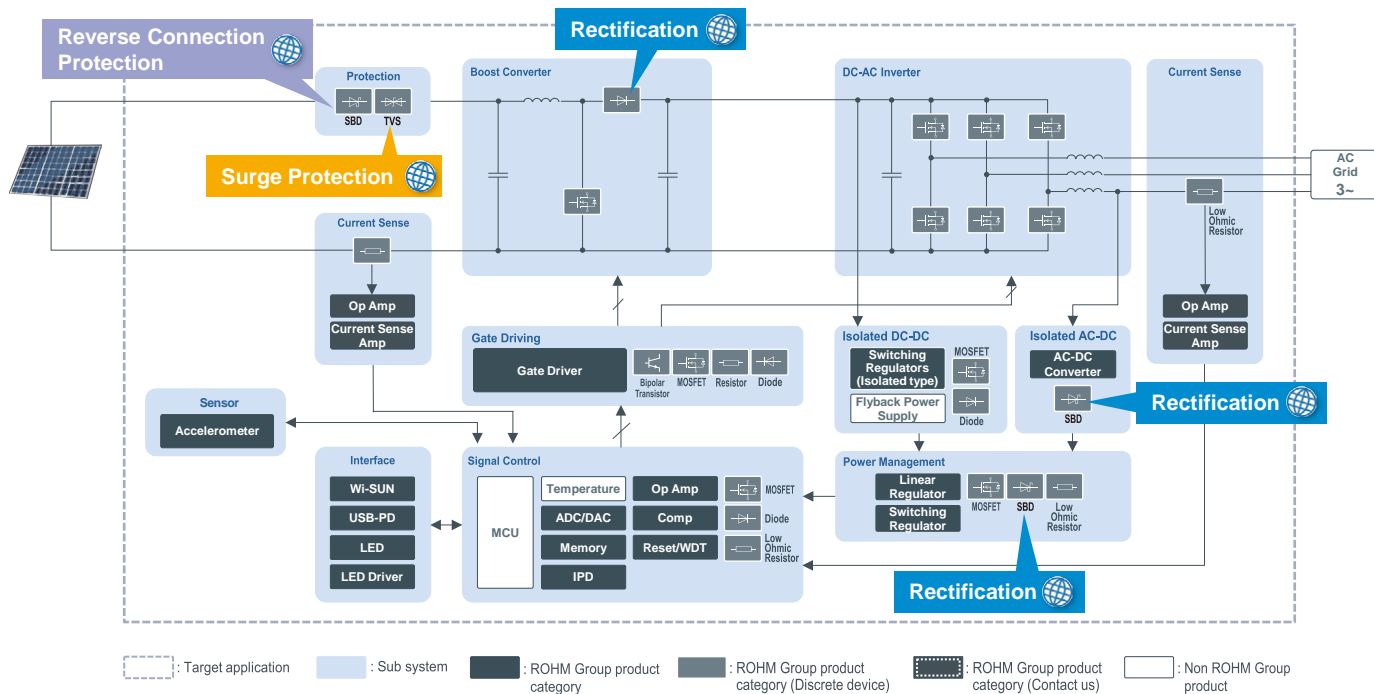 Reverse Connection
Protection
Rectification
Protection
SBD
TVS
Surge Protection
Boost Converter
DC-AC Inverter
Current Sense
Low
Ohmic
Resistor
Op Amp
Current Sense
Amp
AC
Grid
3~
Current Sense
Op Amp
Current Sense
Amp
Gate Driving
Gate Driver
Bipolar
Transistor
MOSFET
Resistor
Diode
Isolated DC-DC
Switching
Regulators
(Isolated type)
Flyback Power
Supply
MOSFET
Diode
Isolated AC-DC
AC-DC
Converter
SBD
Rectification
Sensor
Accelerometer
Interface
Wi-SUN
USB-PD
LED
LED Driver
Signal Control
MCU
Temperature
ADC/DAC
Memory
IPD
Op Amp
Comp
Reset/WDT
MOSFET
Diode
Low
Ohmic
Resistor
Power Management
Linear
Regulator
Switching
Regulator
MOSFET
SBD
Low
Ohmic
Resistor
Rectification
: Target application
: Sub system
: ROHM Group product
category
: ROHM Group product
category (Discrete device)
: ROHM Group product
category (Contact us)
: Non ROHM Group
product